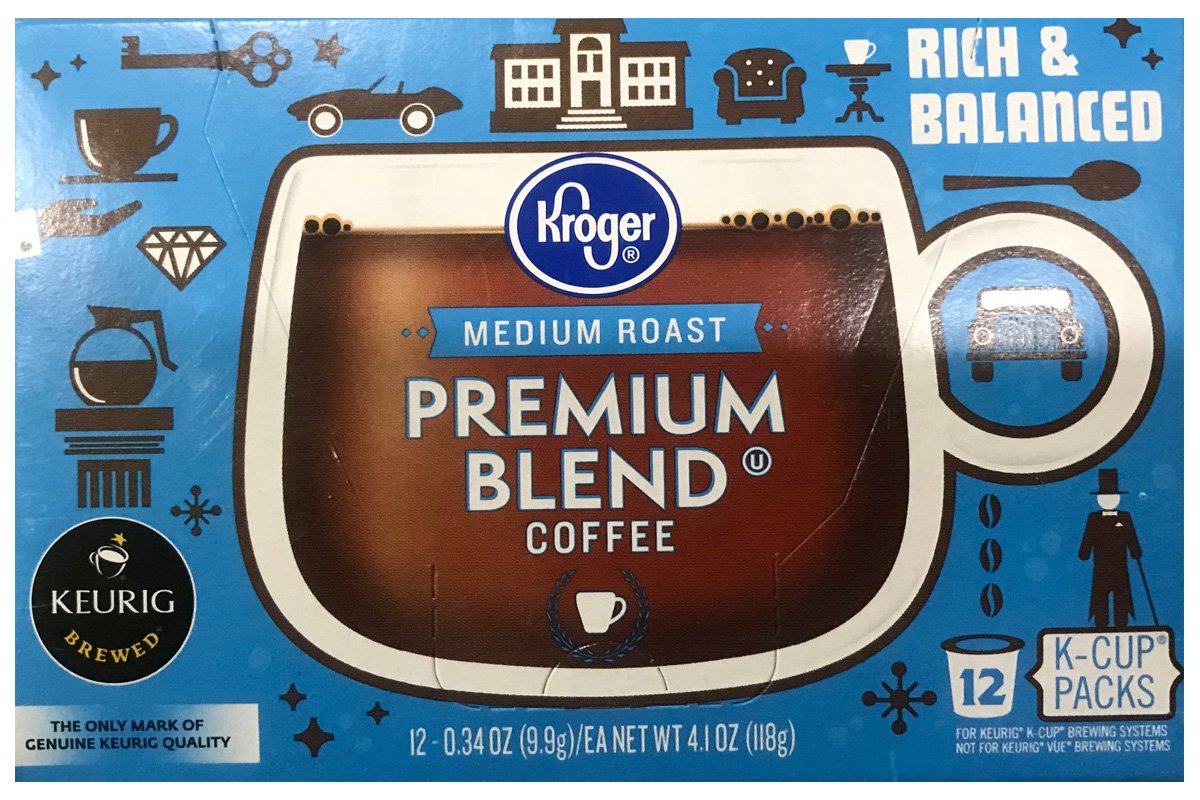 RICH &
BALANCED
Kroger®
MEDIUM ROAST
PREMIUM
BLEND Ⓤ
COFFEE
KEURIG
BREWED®
THE ONLY MARK OF
GENUINE KEURIG QUALITY
12 - 0.34 OZ (9.9g)/EA NET WT 4.1 OZ (118g)
12
K-CUP®
PACKS
FOR KEURIG® K-CUP® BREWING SYSTEMS
NOT FOR KEURIG® VUE® BREWING SYSTEMS